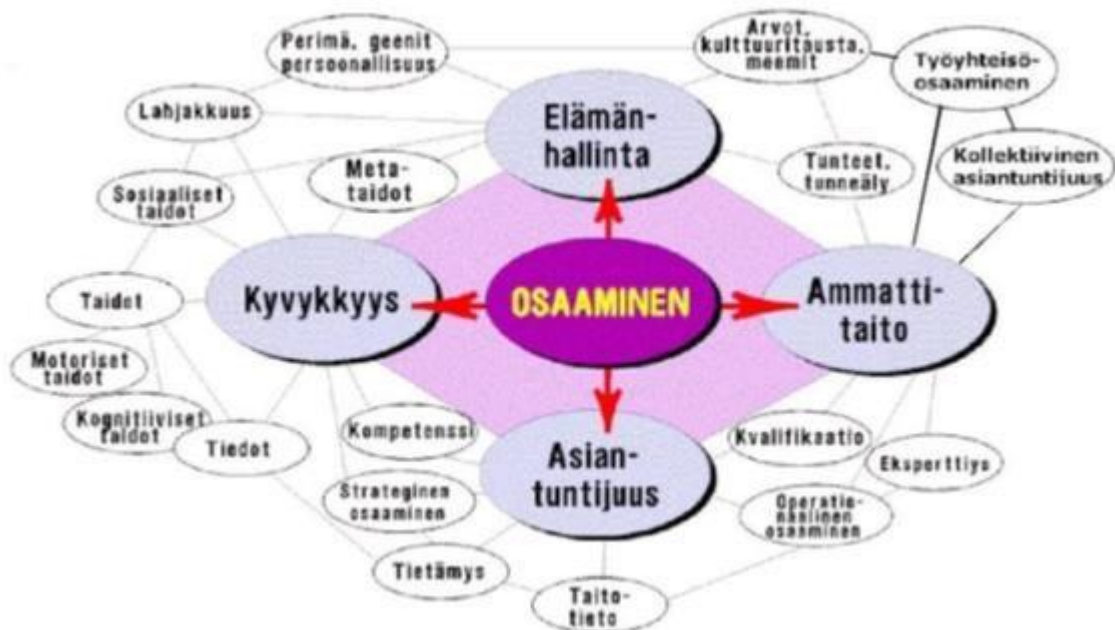 Perimä, geenit
persoonallisuus
Arvot,
kulttuuritausta,
meemit
Työyhteisö-
osaaminen
Lahjakkuus
Elämän-
hallinta
Meta-
taidot
Tunteet,
tunneäly
Kollektiivinen
asiantuntijuus
Sosiaaliset
taidot
Taidot
Kyvykkyys
OSAAMINEN
Ammatti-
taito
Motoriset
taidot
Kognitiiviset
taidot
Tiedot
Kompetenssi
Asian-
tuntijuus
Kvalifikaatio
Eksperttiys
Strateginen
osaaminen
Operatio-
naalinen
osaaminen
Tietämys
Taito-
tieto